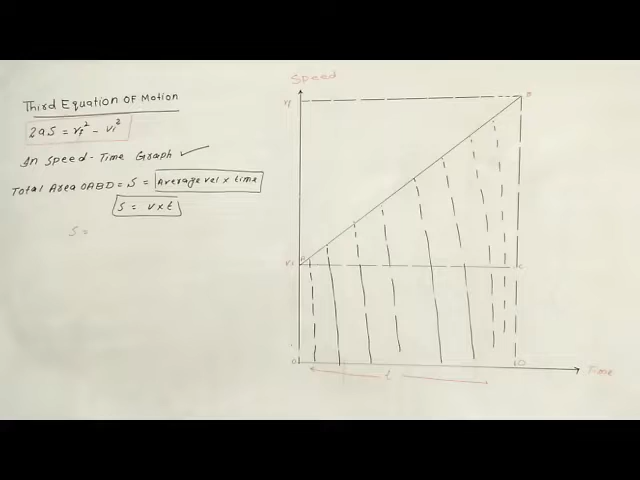 Third Equation OF Motion
2aS = vf² - vi²
In Speed-Time Graph ✓
Total Area OABD = S = Average vel x time
S = v x t
S =
Speed
vf
B
vi
A
C
O
D
t
Time